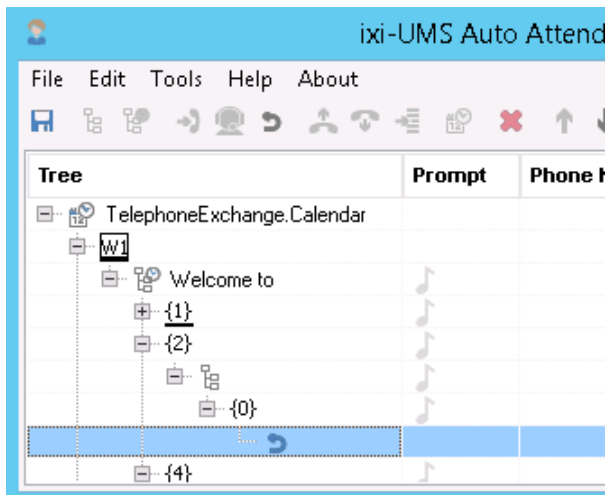 ixi-UMS Auto Attend
File Edit Tools Help About
Tree Prompt Phone
TelephoneExchange.Calendar
W1
Welcome to
{1}
{2}
{0}
{4}